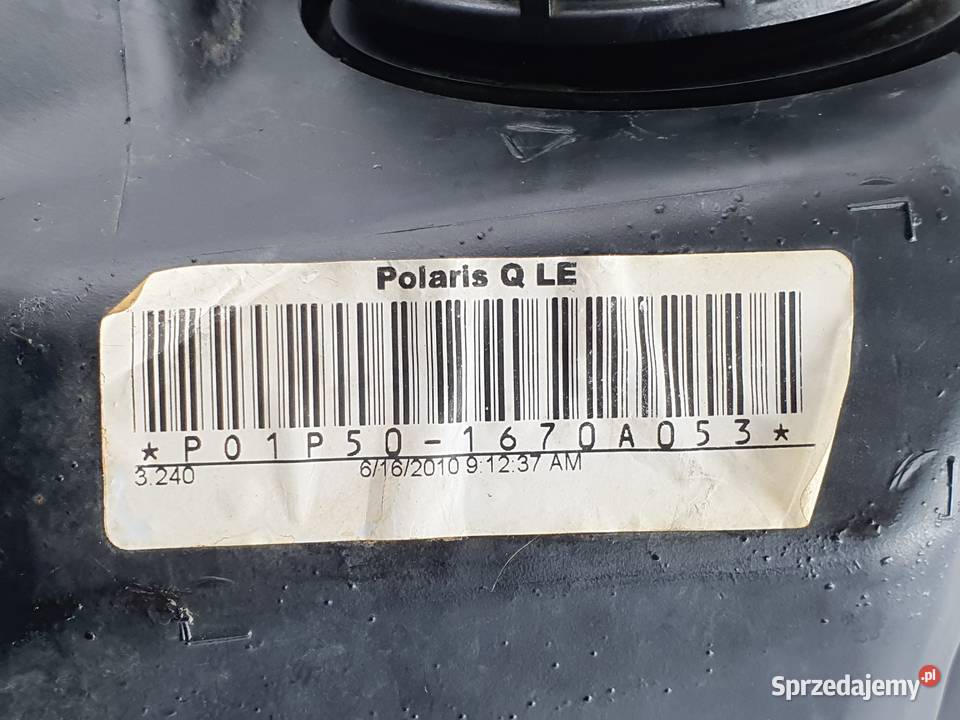 Polaris Q LE
*P01P50-1670A053*
3.240 6/16/2010 9:12:37 AM
Sprzedajemy.pl